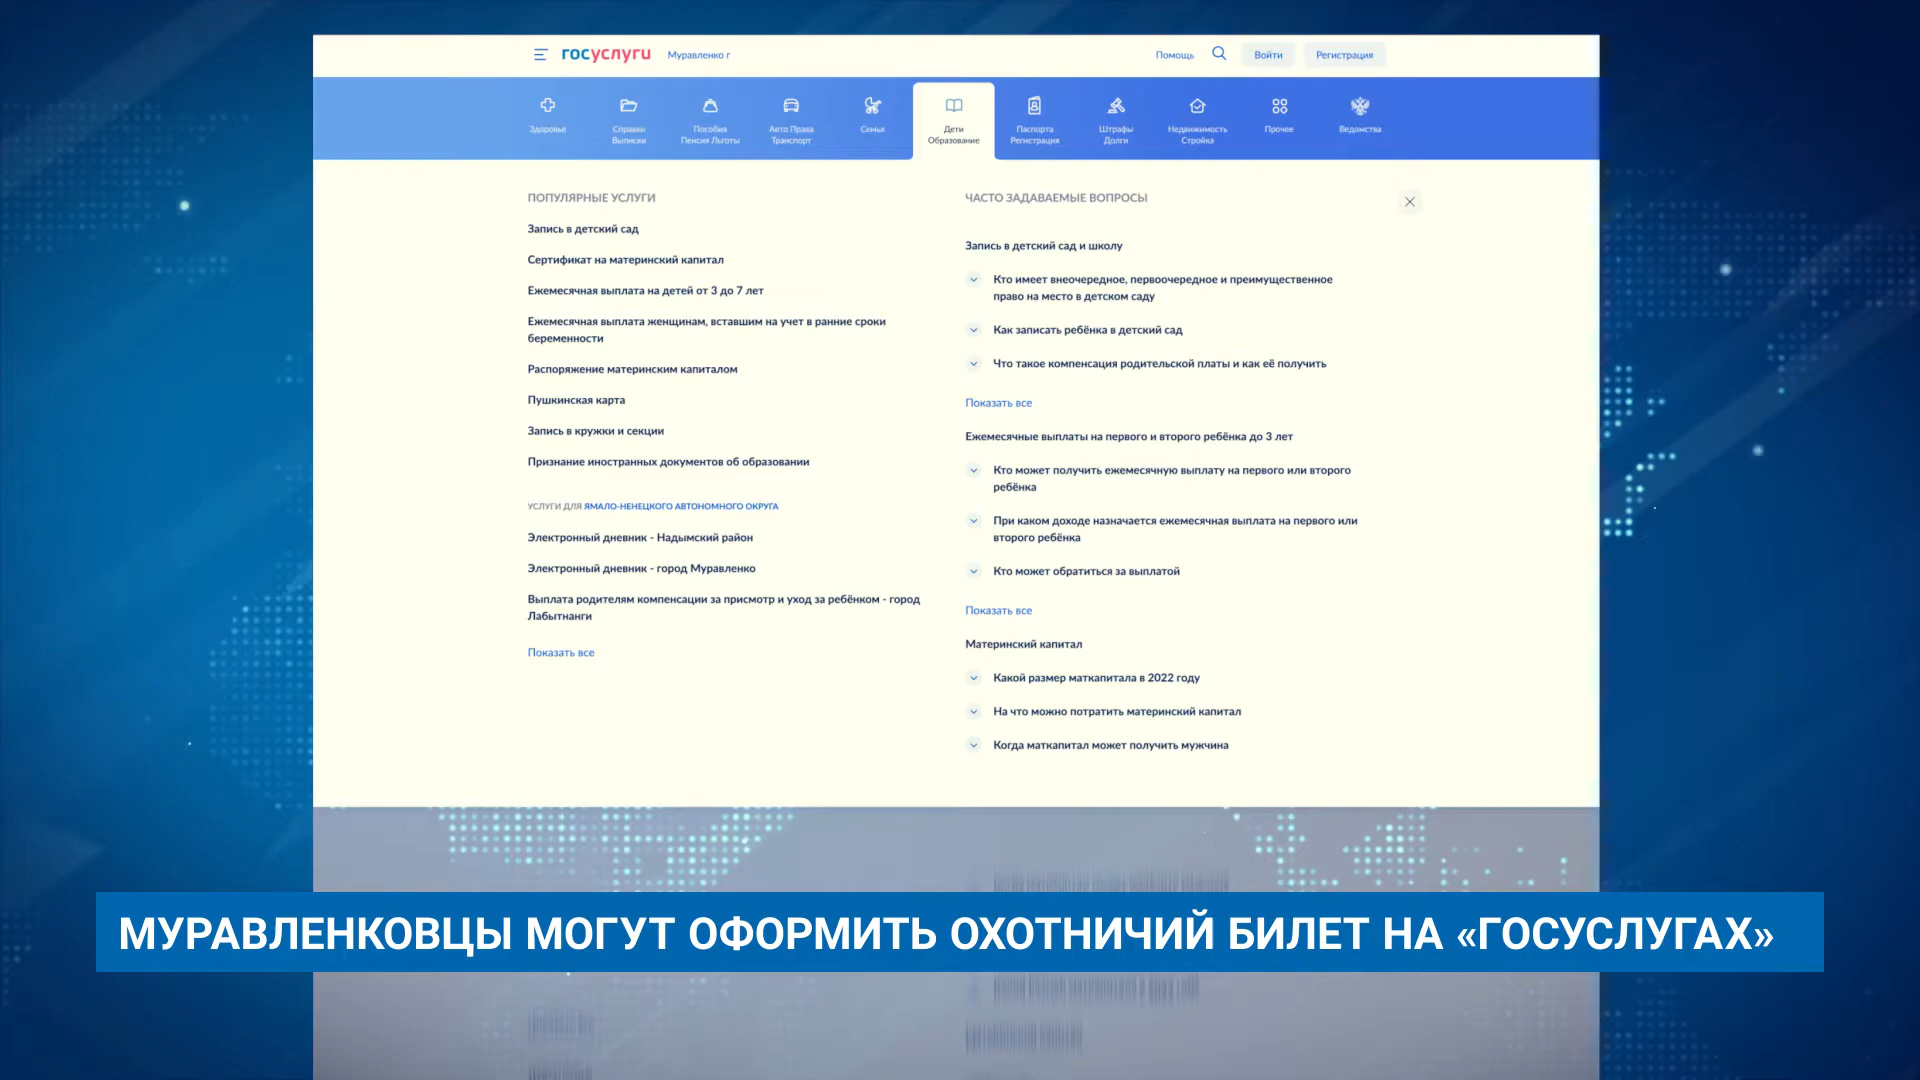 госуслуги
Муравленко г
Помощь
Войти
Регистрация
Здоровье
Справки
Выписки
Пособия
Пенсия Льготы
Авто Права
Транспорт
Семья
Дети
Образование
Паспорта
Регистрация
Штрафы
Долги
Недвижимость
Стройка
Прочее
Ведомства
ПОПУЛЯРНЫЕ УСЛУГИ
Запись в детский сад
Сертификат на материнский капитал
Ежемесячная выплата на детей от 3 до 7 лет
Ежемесячная выплата женщинам, вставшим на учет в ранние сроки
беременности
Распоряжение материнским капиталом
Пушкинская карта
Запись в кружки и секции
Признание иностранных документов об образовании
УСЛУГИ ДЛЯ ЯМАЛО-НЕНЕЦКОГО АВТОНОМНОГО ОКРУГА
Электронный дневник - Надымский район
Электронный дневник - город Муравленко
Выплата родителям компенсации за присмотр и уход за ребёнком - город
Лабытнанги
Показать все
ЧАСТО ЗАДАВАЕМЫЕ ВОПРОСЫ
Запись в детский сад и школу
Кто имеет внеочередное, первоочередное и преимущественное
право на место в детском саду
Как записать ребёнка в детский сад
Что такое компенсация родительской платы и как её получить
Показать все
Ежемесячные выплаты на первого и второго ребёнка до 3 лет
Кто может получить ежемесячную выплату на первого или второго
ребёнка
При каком доходе назначается ежемесячная выплата на первого или
второго ребёнка
Кто может обратиться за выплатой
Показать все
Материнский капитал
Какой размер маткапитала в 2022 году
На что можно потратить материнский капитал
Когда маткапитал может получить мужчина
МУРАВЛЕНКОВЦЫ МОГУТ ОФОРМИТЬ ОХОТНИЧИЙ БИЛЕТ НА «ГОСУСЛУГАХ»